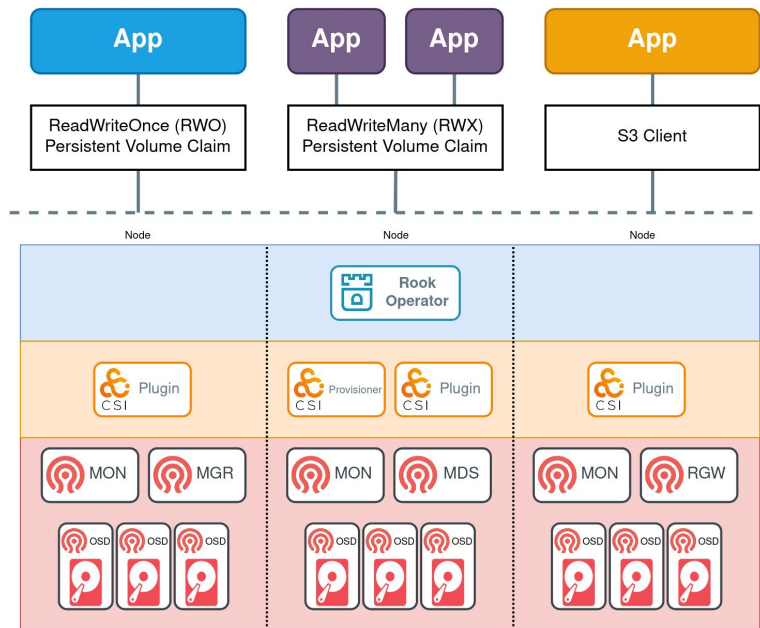 App
App
App
App
ReadWriteOnce (RWO)
Persistent Volume Claim
ReadWriteMany (RWX)
Persistent Volume Claim
S3 Client
Node
Node
Node
Rook
Operator
CSI
Plugin
CSI
Provisioner
CSI
Plugin
CSI
Plugin
MON
MGR
MON
MDS
MON
RGW
OSD
OSD
OSD
OSD
OSD
OSD
OSD
OSD
OSD